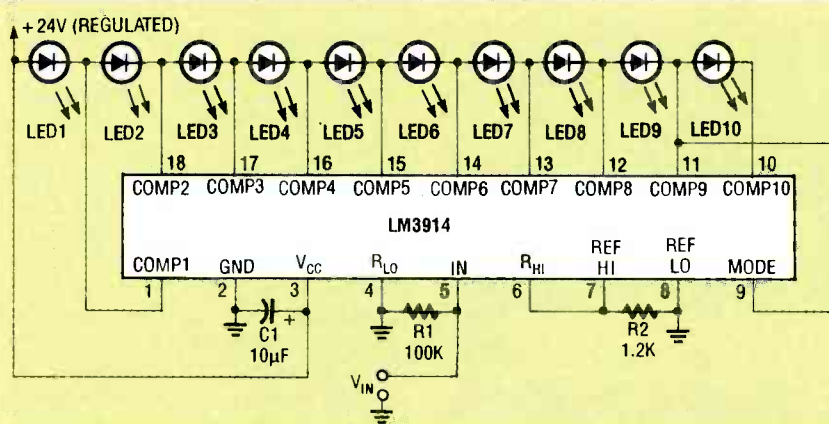 +24V (REGULATED)
LED1 LED2 LED3 LED4 LED5 LED6 LED7 LED8 LED9 LED10
18 17 16 15 14 13 12 11 10
COMP2 COMP3 COMP4 COMP5 COMP6 COMP7 COMP8 COMP9 COMP10
LM3914
COMP1 GND VCC RLO IN RHI REF HI REF LO MODE
1 2 3 4 5 6 7 8 9
C1 10µF +
R1 100K
R2 1.2K
VIN